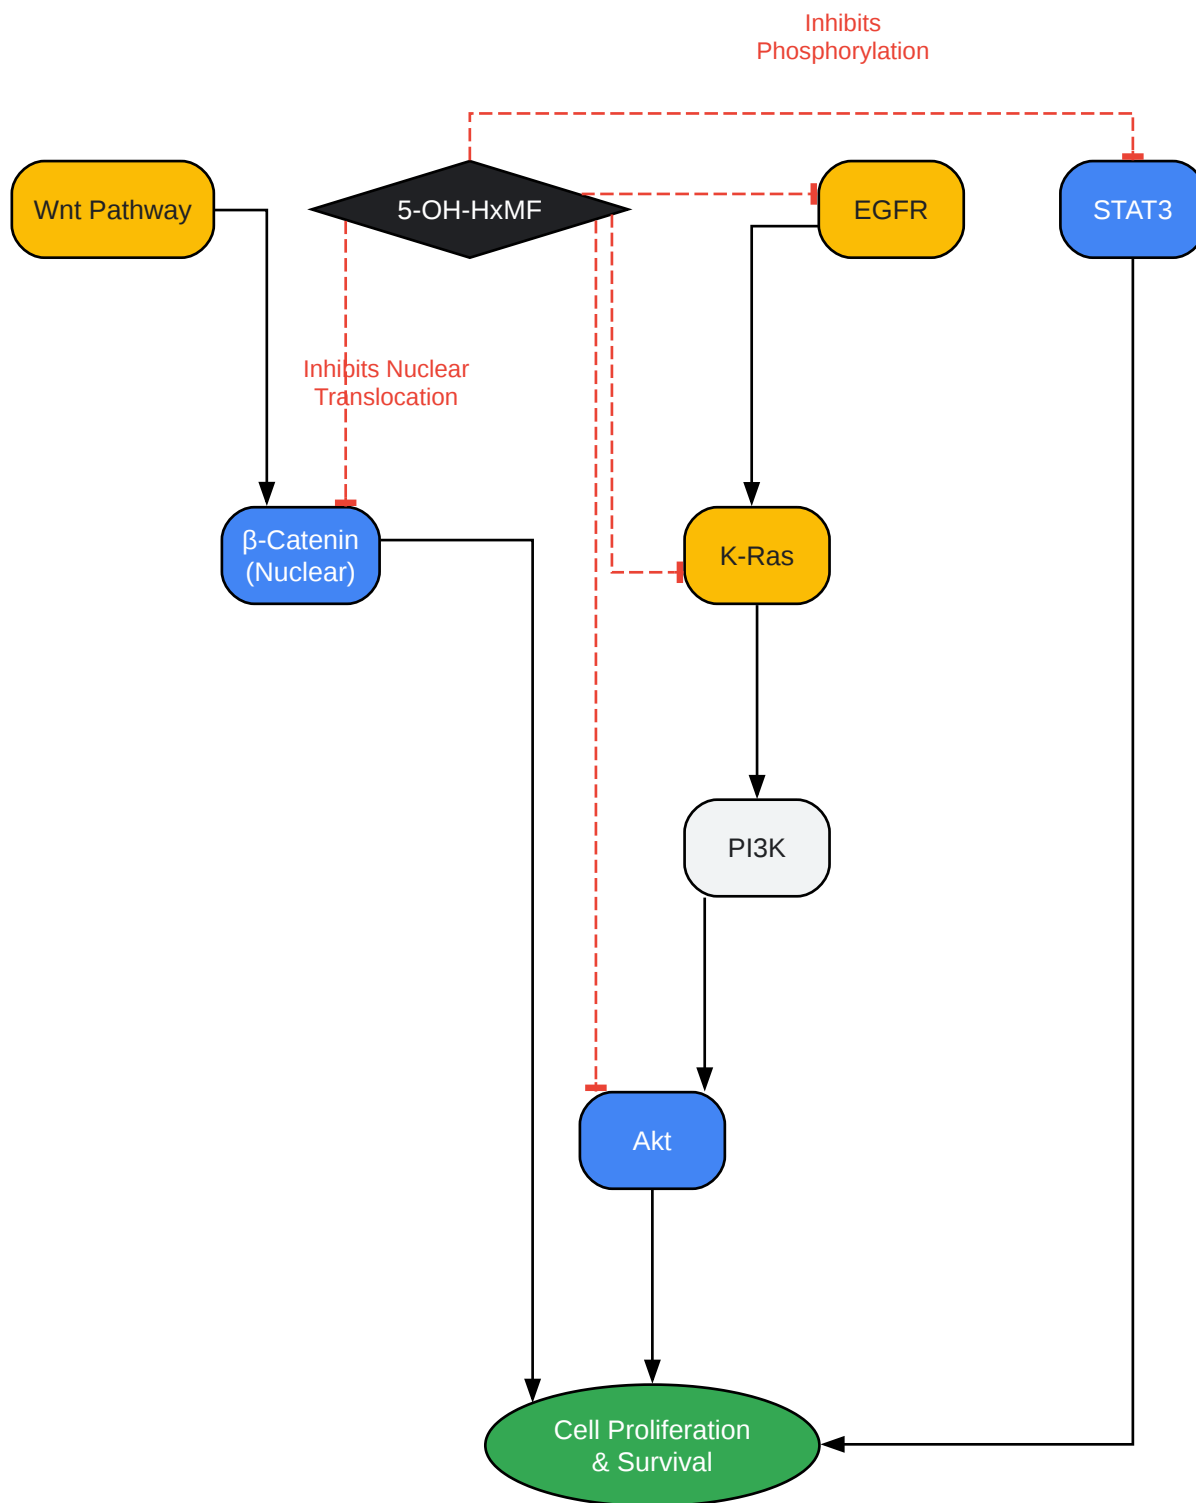 Inhibits
Phosphorylation
Wnt Pathway
5-OH-HxMF
EGFR
STAT3
Inhibits Nuclear
Translocation
β-Catenin
(Nuclear)
K-Ras
PI3K
Akt
Cell Proliferation
& Survival